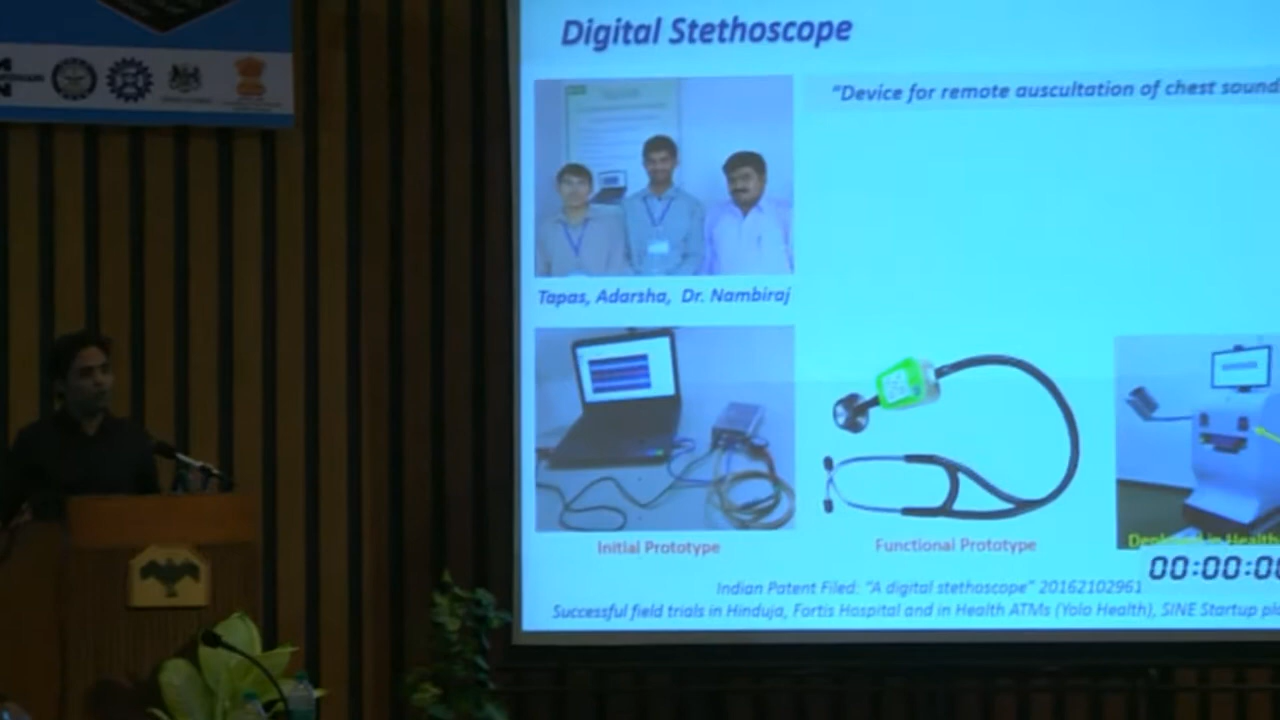 Digital Stethoscope
"Device for remote auscultation of chest sound
Tapas, Adarsha, Dr. Nambiraj
Initial Prototype
Functional Prototype
in Health
00:00:0
Indian Patent Filed: "A digital stethoscope" 20162102961
Successful field trials in Hinduja, Fortis Hospital and in Health ATMs (Yolo Health), SINE Startup